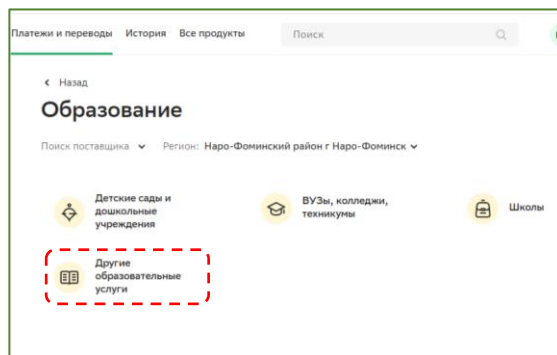 Платежи и переводы История Все продукты Поиск
Назад
Образование
Поиск поставщика Регион: Наро-Фоминский район г Наро-Фоминск
Детские сады и
дошкольные
учреждения
ВУЗы, колледжи,
техникумы
Школы
Другие
образовательные
услуги